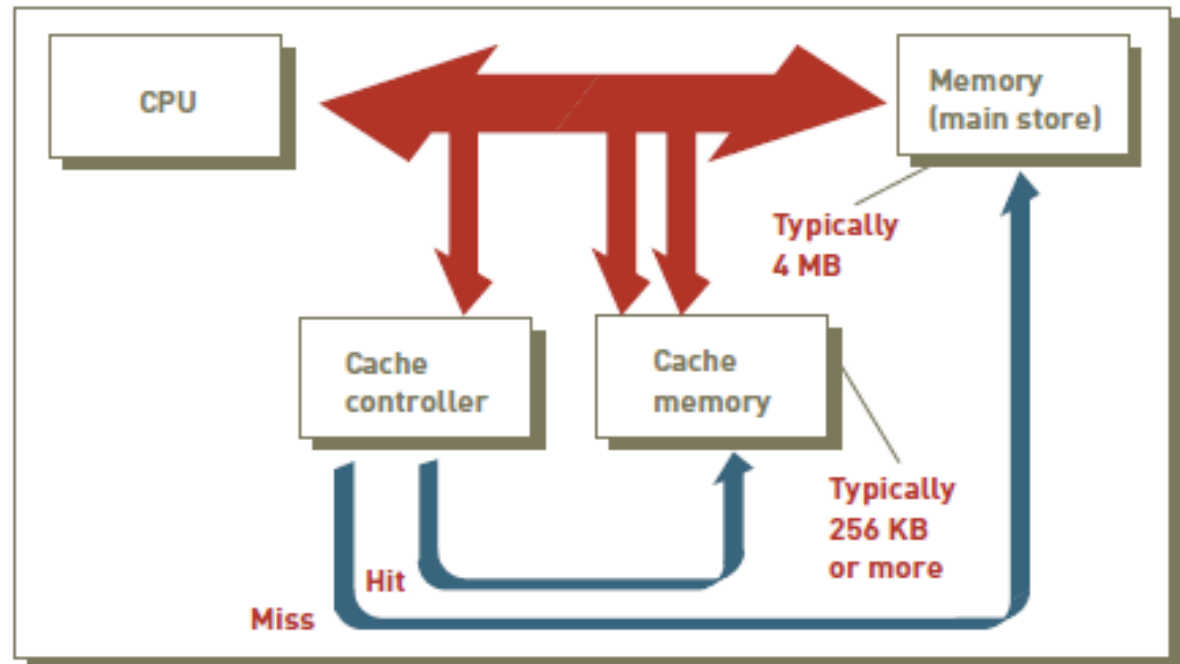 CPU
Memory
(main store)
Typically
4 MB
Cache
controller
Cache
memory
Typically
256 KB
or more
Hit
Miss